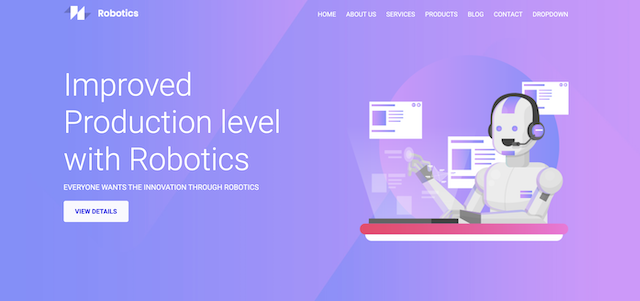 Robotics
HOME ABOUT US SERVICES PRODUCTS BLOG CONTACT DROPDOWN
Improved
Production level
with Robotics
EVERYONE WANTS THE INNOVATION THROUGH ROBOTICS
VIEW DETAILS